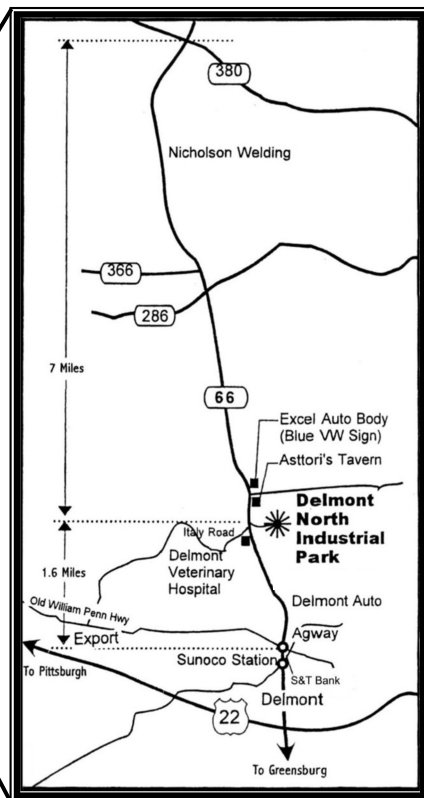 380
Nicholson Welding
366
286
7 Miles
66
Excel Auto Body
(Blue VW Sign)
Asttori's Tavern
Delmont
North
Industrial
Park
Italy Road
Delmont
Veterinary
Hospital
1.6 Miles
Delmont Auto
Old William Penn Hwy
Export
Agway
Sunoco Station
To Pittsburgh
S&T Bank
Delmont
22
To Greensburg